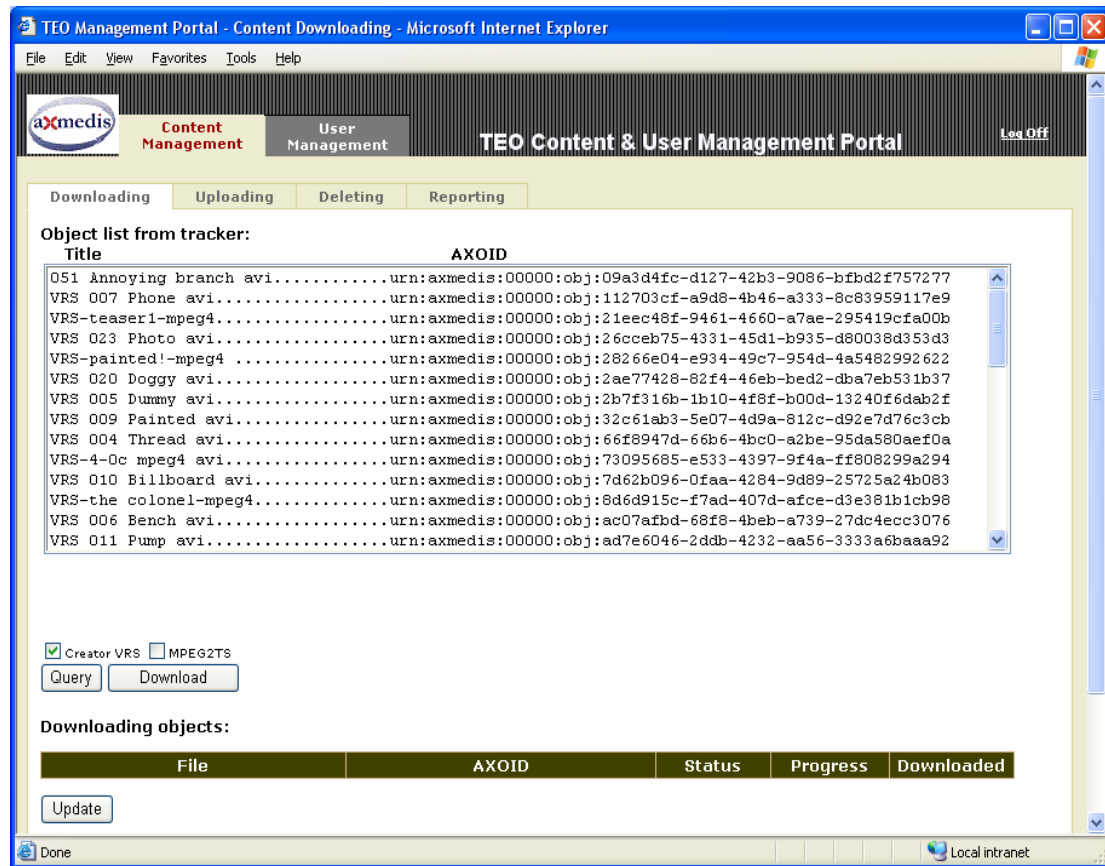 TEO Management Portal - Content Downloading - Microsoft Internet Explorer
File Edit View Favorites Tools Help
axmedis
Content Management
User Management
TEO Content & User Management Portal
Log Off
Downloading Uploading Deleting Reporting
Object list from tracker:
Title AXOID
051 Annoying branch avi.............urn:axmedis:00000:obj:09a3d4fc-d127-42b3-9086-bfbd2f757277
VRS 007 Phone avi...................urn:axmedis:00000:obj:112703cf-a9d8-4b46-a333-8c83959117e9
VRS-teaser1-mpeg4...................urn:axmedis:00000:obj:21eec48f-9461-4660-a7ae-295419cfa00b
VRS 023 Photo avi...................urn:axmedis:00000:obj:26cceb75-4331-45d1-b935-d80038d353d3
VRS-painted!-mpeg4 .................urn:axmedis:00000:obj:28266e04-e934-49c7-954d-4a5482992622
VRS 020 Doggy avi...................urn:axmedis:00000:obj:2ae77428-82f4-46eb-bed2-dba7eb531b37
VRS 005 Dummy avi...................urn:axmedis:00000:obj:2b7f316b-1b10-4f8f-b00d-13240f6dab2f
VRS 009 Painted avi.................urn:axmedis:00000:obj:32c61ab3-5e07-4d9a-812c-d92e7d76c3cb
VRS 004 Thread avi..................urn:axmedis:00000:obj:66f8947d-66b6-4bc0-a2be-95da580aef0a
VRS-4-0c mpeg4 avi..................urn:axmedis:00000:obj:73095685-e533-4397-9f4a-ff808299a294
VRS 010 Billboard avi...............urn:axmedis:00000:obj:7d62b096-0faa-4284-9d89-25725a24b083
VRS-the colonel-mpeg4...............urn:axmedis:00000:obj:8d6d915c-f7ad-407d-afce-d3e381b1cb98
VRS 006 Bench avi...................urn:axmedis:00000:obj:ac07afbd-68f8-4beb-a739-27dc4ecc3076
VRS 011 Pump avi....................urn:axmedis:00000:obj:ad7e6046-2ddb-4232-aa56-3333a6baaa92
Creator VRS MPEG2TS
Query Download
Downloading objects:
File AXOID Status Progress Downloaded
Update
Done Local intranet